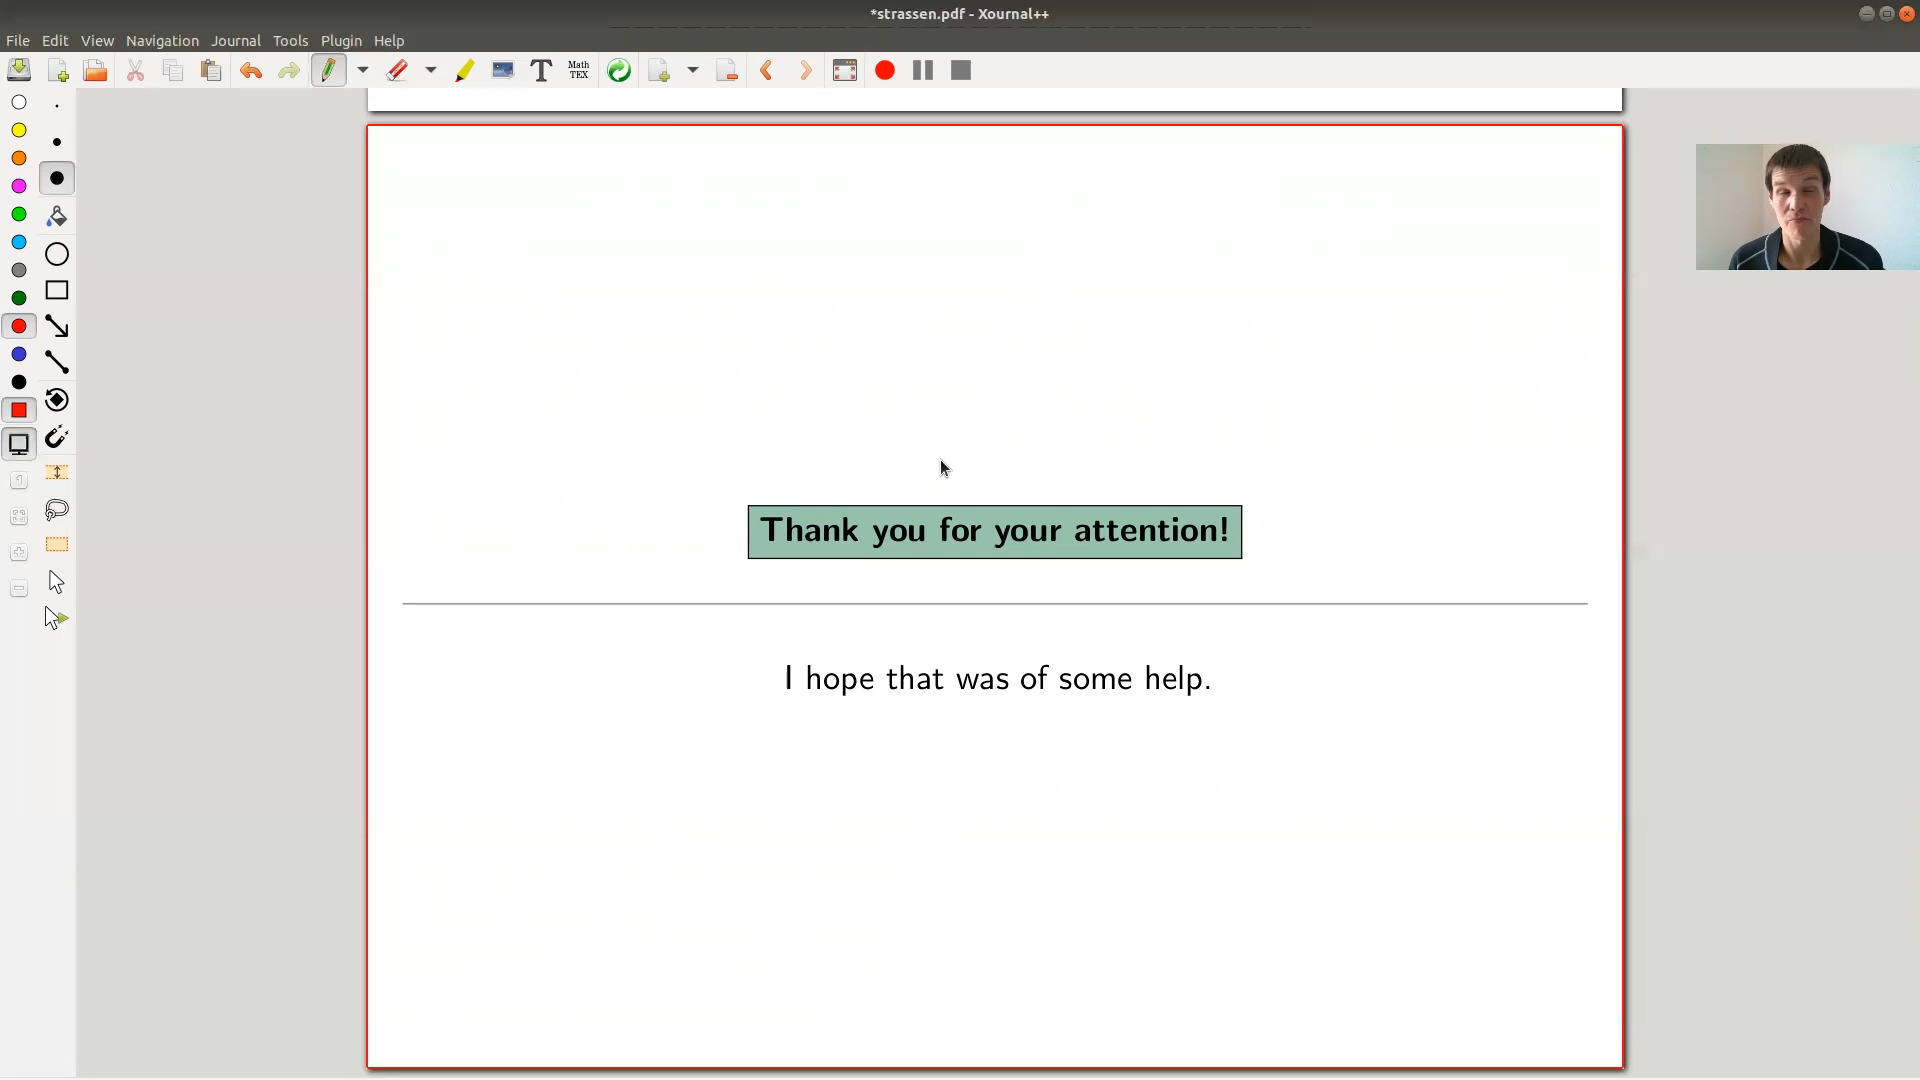 *strassen.pdf - Xournal++
File Edit View Navigation Journal Tools Plugin Help
Math
TEX
Thank you for your attention!
I hope that was of some help.